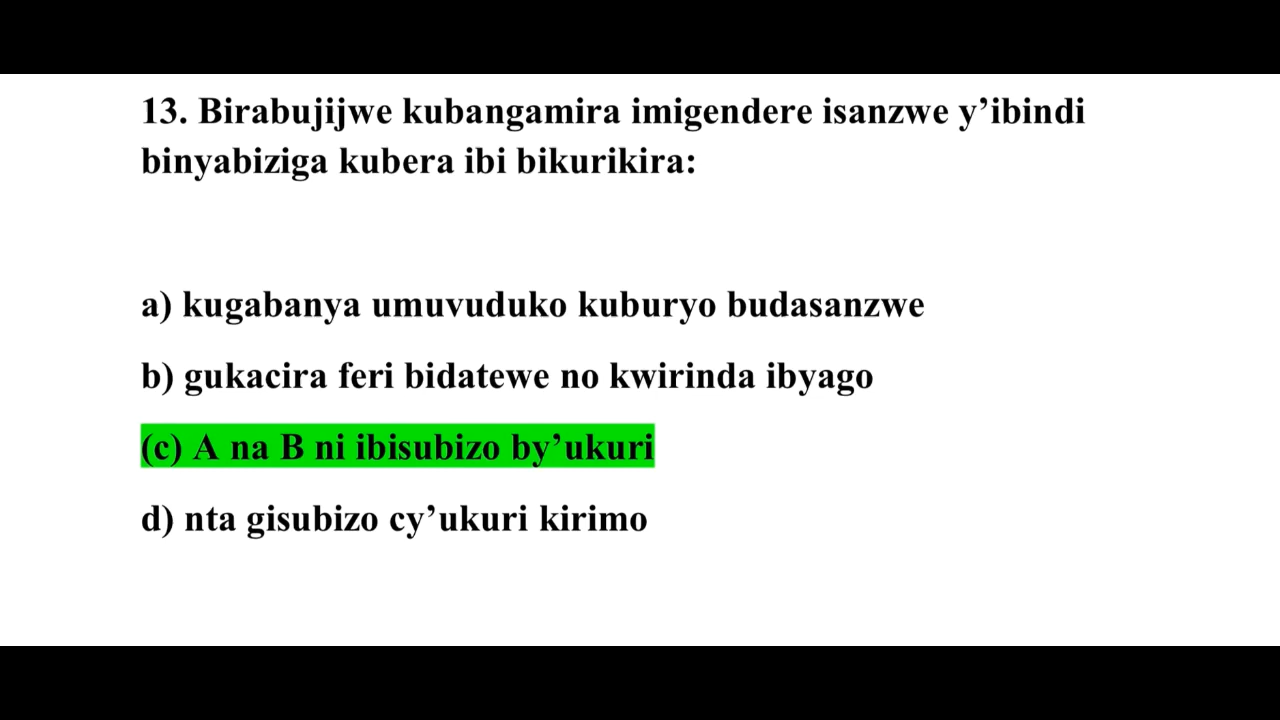 13. Birabujijwe kubangamira imigendere isanzwe y’ibindi
binyabiziga kubera ibi bikurikira:
a) kugabanya umuvuduko kuburyo budasanzwe
b) gukacira feri bidatewe no kwirinda ibyago
(c) A na B ni ibisubizo by’ukuri
d) nta gisubizo cy’ukuri kirimo